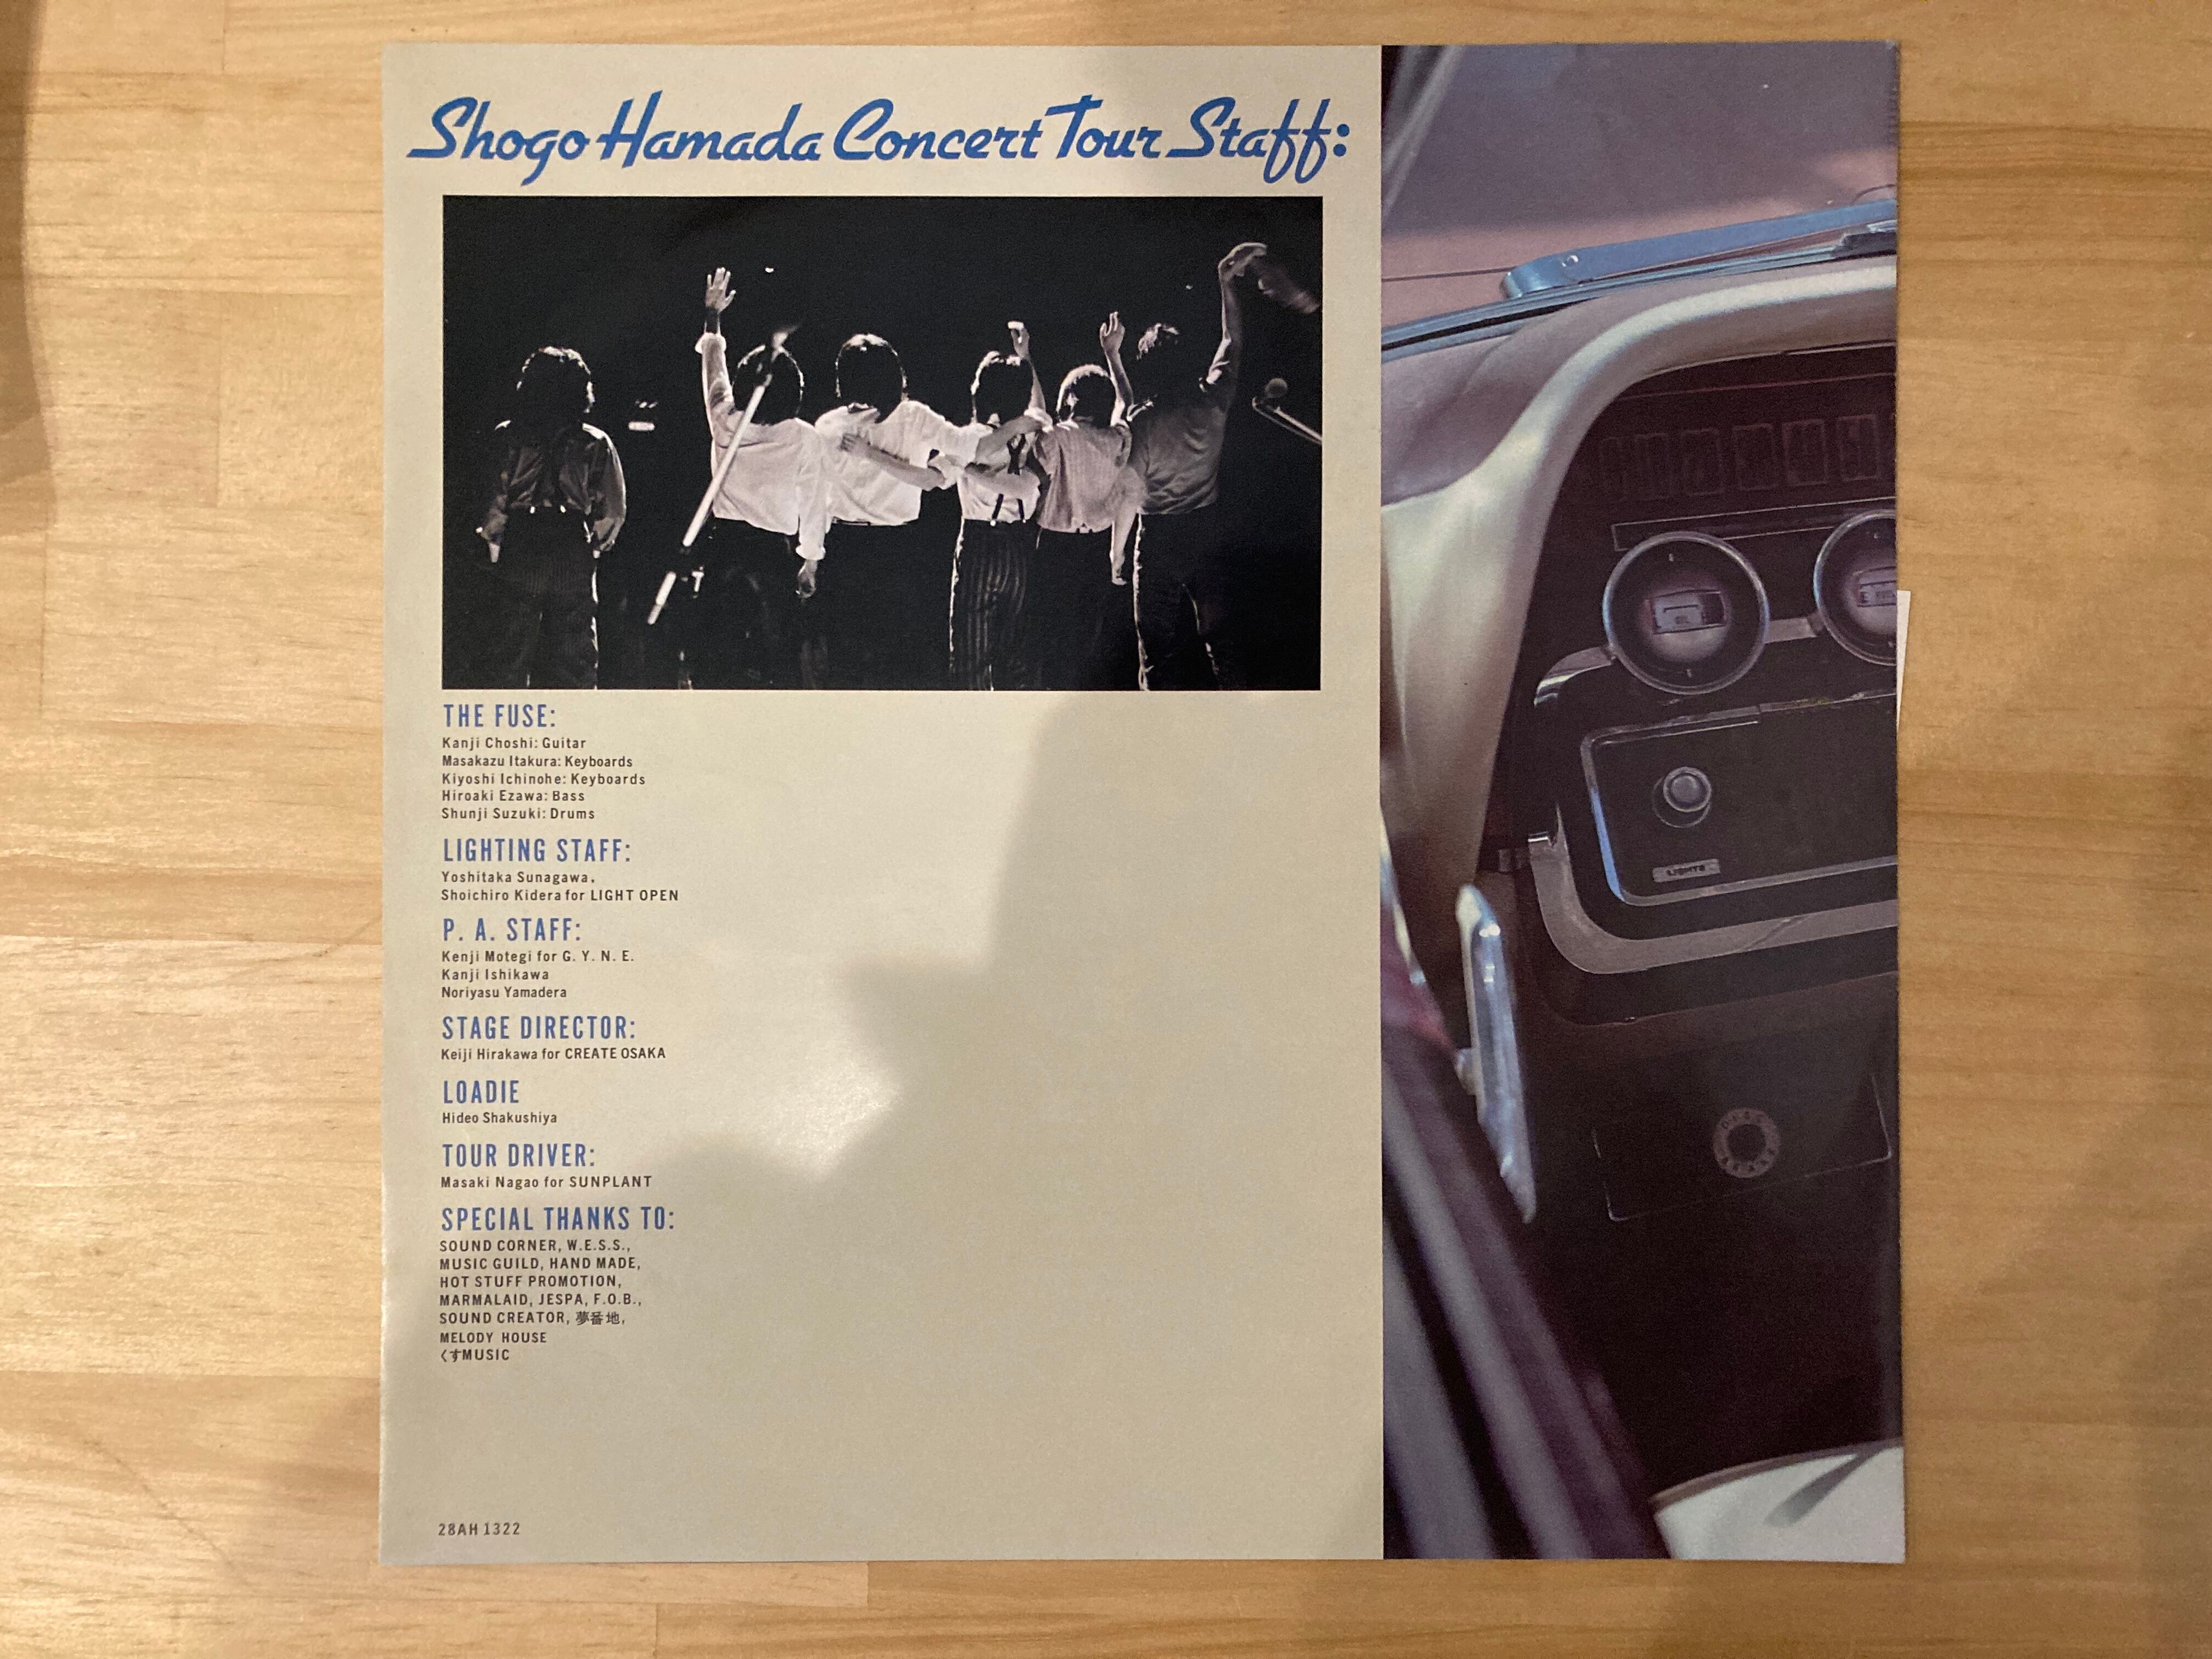 Shogo Hamada Concert Tour Staff:
THE FUSE:
Kanji Choshi: Guitar
Masakazu Itakura: Keyboards
Kiyoshi Ichinohe: Keyboards
Hiroaki Ezawa: Bass
Shunji Suzuki: Drums
LIGHTING STAFF:
Yoshitaka Sunagawa.
Shoichiro Kidera for LIGHT OPEN
P. A. STAFF:
Kenji Motegi for G. Y. N. E.
Kanji Ishikawa
Noriyasu Yamadera
STAGE DIRECTOR:
Keiji Hirakawa for CREATE OSAKA
LOADIE
Hideo Shakushiya
TOUR DRIVER:
Masaki Nagao for SUNPLANT
SPECIAL THANKS TO:
SOUND CORNER, W.E.S.S.,
MUSIC GUILD, HAND MADE,
HOT STUFF PROMOTION,
MARMALAID, JESPA, F.O.B.,
SOUND CREATOR, 夢番地,
MELODY HOUSE
くすMUSIC
28AH 1322
OIL
LIGHTS